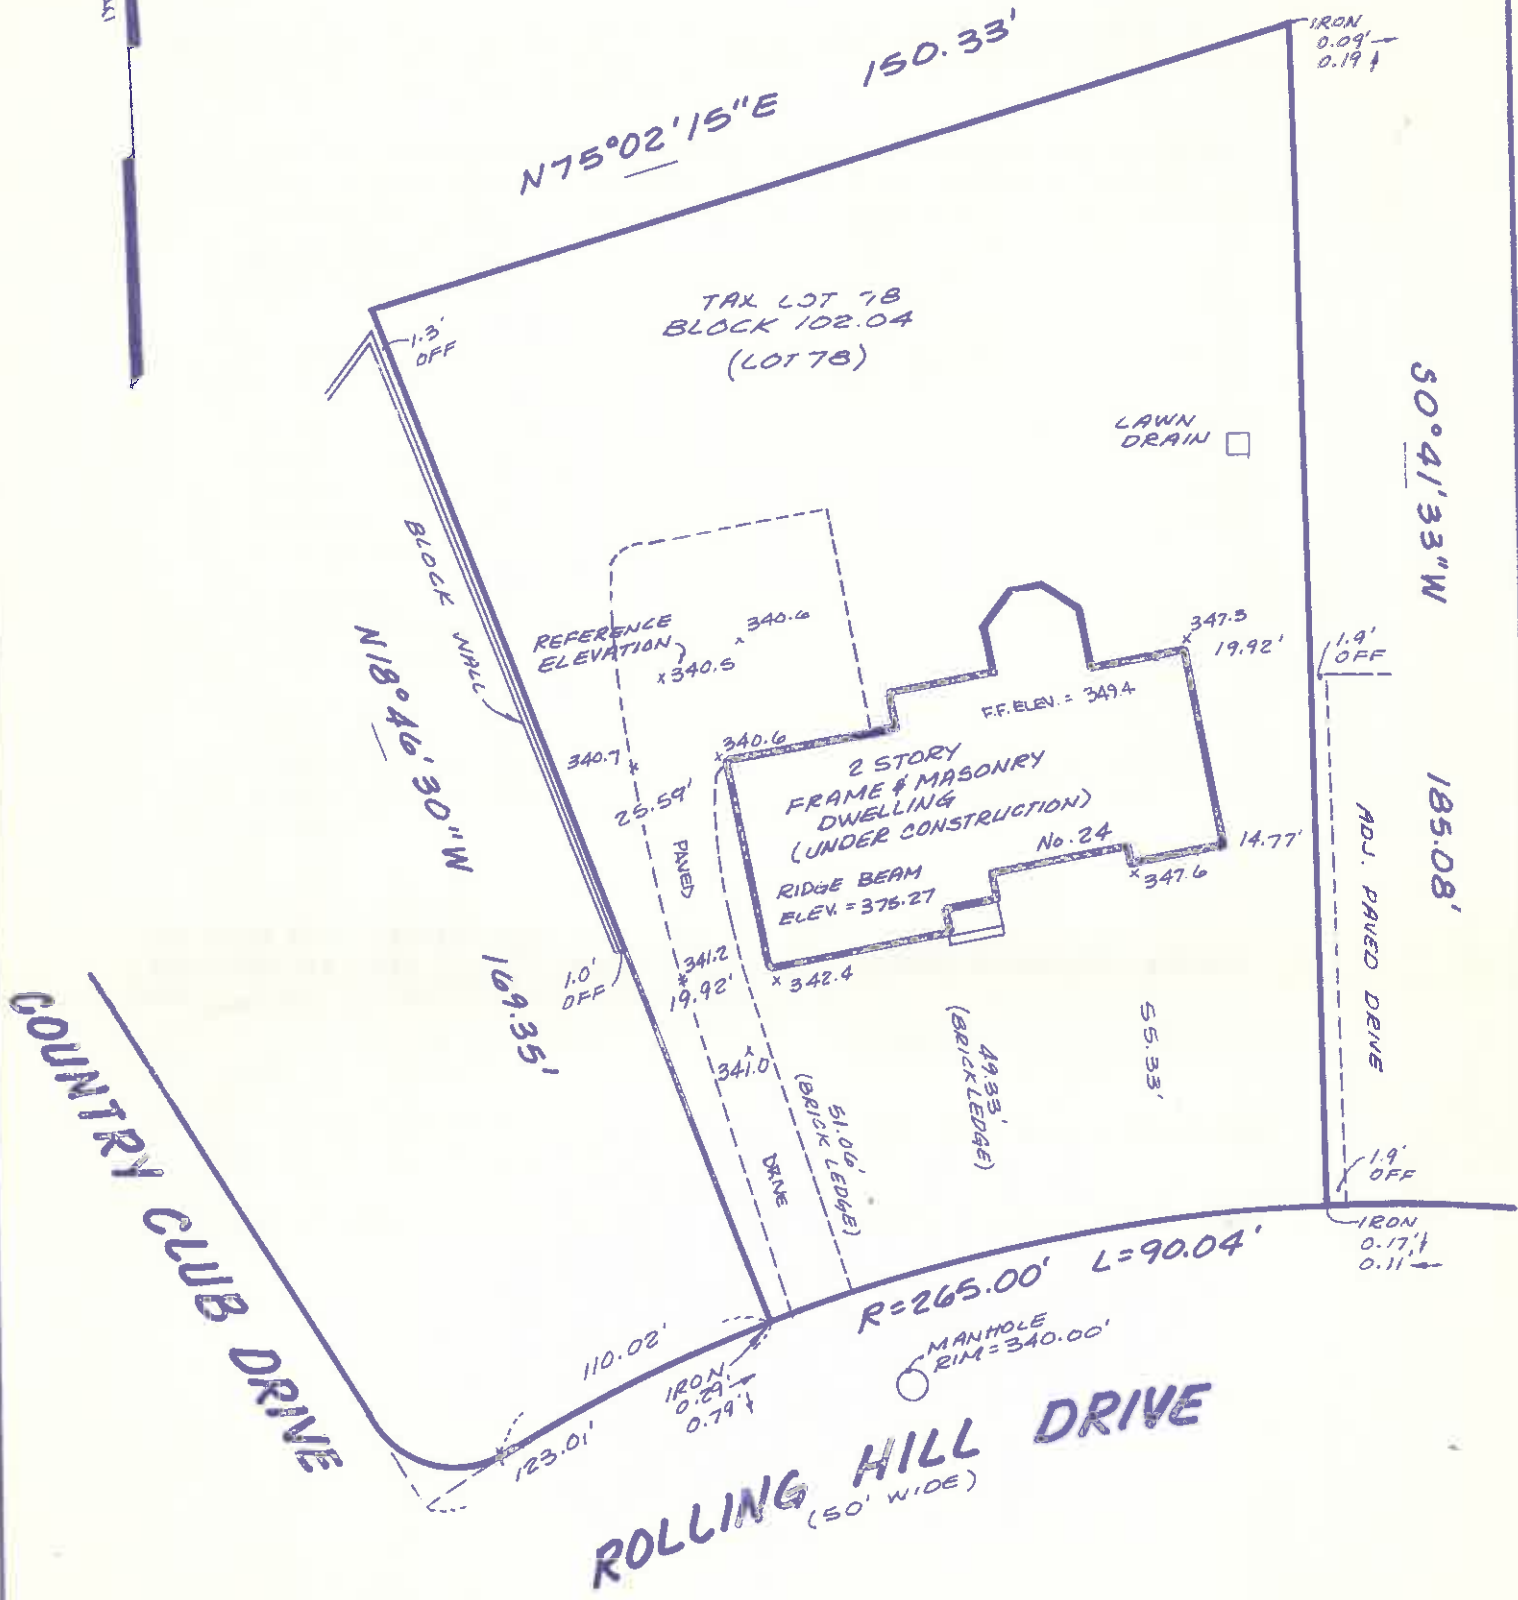 IRON
0.09'
0.19
150.33'
N75°02'15"E
TAX LOT 78
BLOCK 102.04
(LOT 78)
1.3'
OFF
LAWN
DRAIN
S0°41'33"W
185.08'
BLOCK WALL
N18°46'30"W
169.35'
REFERENCE
ELEVATION
340.6
340.5
347.3
19.92'
1.9'
OFF
F.F. ELEV. = 349.4
340.7
340.6
25.59'
2 STORY
FRAME & MASONRY
DWELLING
(UNDER CONSTRUCTION)
No. 24
14.77'
347.6
RIDGE BEAM
ELEV. = 375.27
PAVED
ADJ. PAVED DRIVE
341.2
19.92'
342.4
1.0'
OFF
341.0
DRIVE
51.06'
(BRICK LEDGE)
49.33'
(BRICK LEDGE)
55.33'
1.9'
OFF
IRON
0.17'
0.11
COUNTRY CLUB DRIVE
R=265.00' L=90.04'
MANHOLE
RIM=340.00'
110.02'
IRON
0.29'
0.79'
123.01'
ROLLING HILL DRIVE
(50' WIDE)